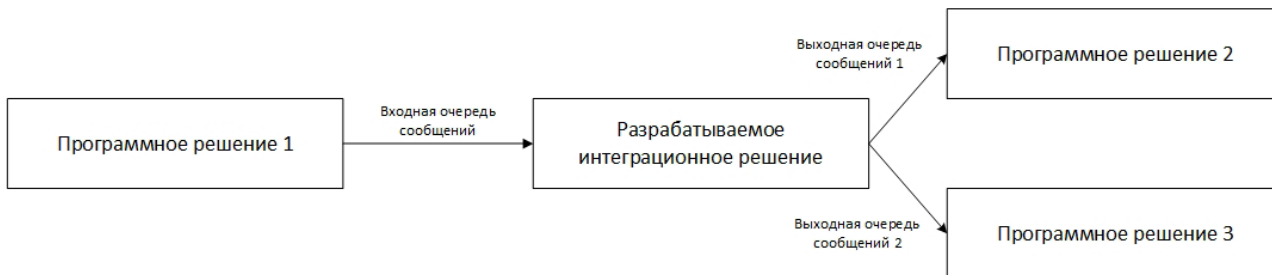 Программное решение 1
Входная очередь
сообщений
Разрабатываемое
интеграционное решение
Выходная очередь
сообщений 1
Программное решение 2
Выходная очередь
сообщений 2
Программное решение 3